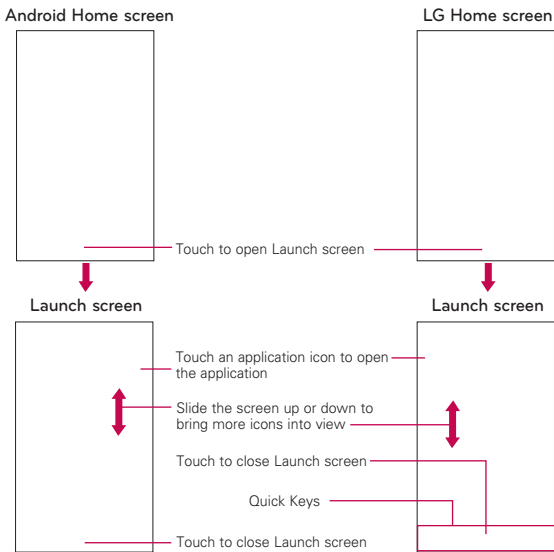 Android Home screen
LG Home screen
Touch to open Launch screen
Launch screen
Launch screen
Touch an application icon to open
the application
Slide the screen up or down to
bring more icons into view
Touch to close Launch screen
Quick Keys
Touch to close Launch screen